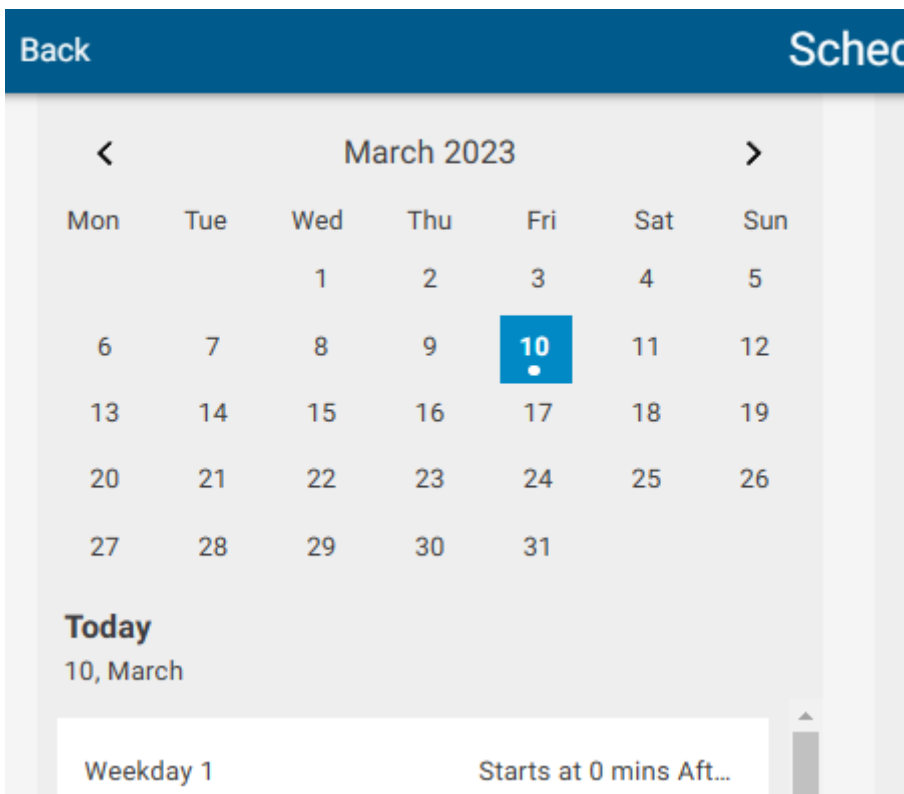 Back Sched
March 2023
Mon Tue Wed Thu Fri Sat Sun
1 2 3 4 5
6 7 8 9 10 11 12
13 14 15 16 17 18 19
20 21 22 23 24 25 26
27 28 29 30 31
Today
10, March
Weekday 1 Starts at 0 mins Aft...